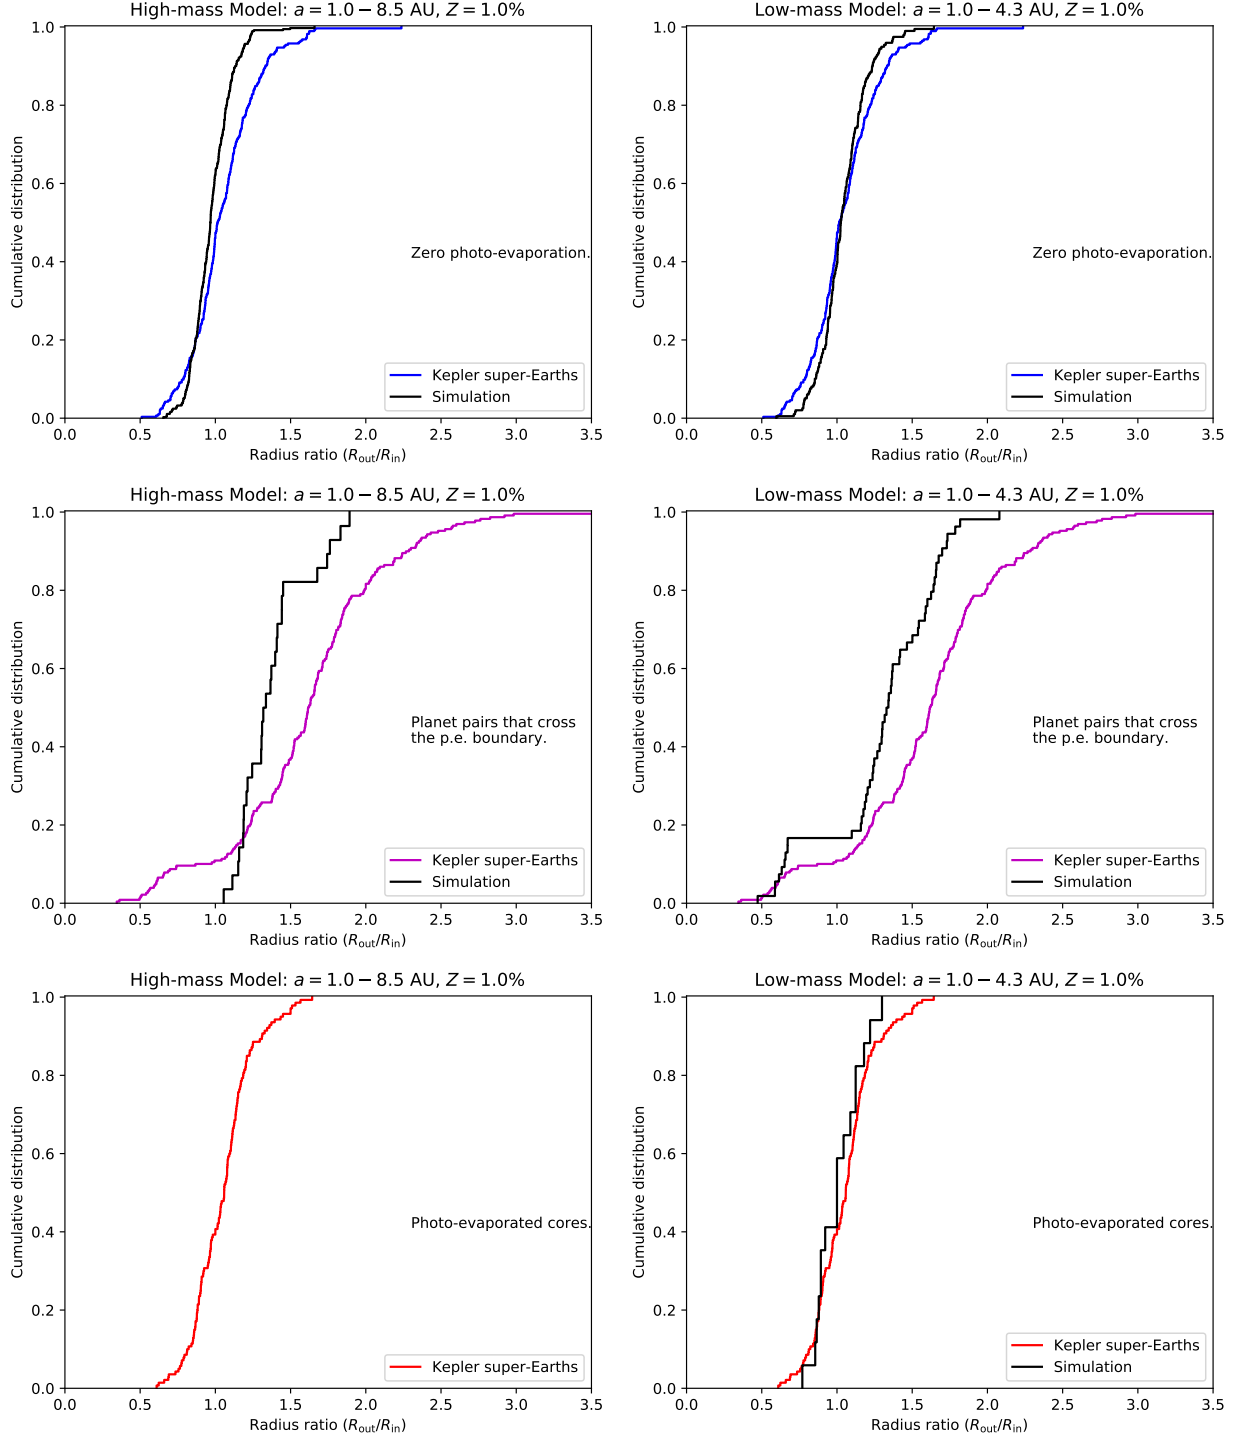 High-mass Model: a = 1.0 − 8.5 AU, Z = 1.0%
1.0
0.8
0.6
0.4
0.2
0.0
Cumulative distribution
Zero photo-evaporation.
Kepler super-Earths
Simulation
0.0 0.5 1.0 1.5 2.0 2.5 3.0 3.5
Radius ratio (Rout/Rin)
Low-mass Model: a = 1.0 − 4.3 AU, Z = 1.0%
1.0
0.8
0.6
0.4
0.2
0.0
Cumulative distribution
Zero photo-evaporation.
Kepler super-Earths
Simulation
0.0 0.5 1.0 1.5 2.0 2.5 3.0 3.5
Radius ratio (Rout/Rin)
High-mass Model: a = 1.0 − 8.5 AU, Z = 1.0%
1.0
0.8
0.6
0.4
0.2
0.0
Cumulative distribution
Planet pairs that cross
the p.e. boundary.
Kepler super-Earths
Simulation
0.0 0.5 1.0 1.5 2.0 2.5 3.0 3.5
Radius ratio (Rout/Rin)
Low-mass Model: a = 1.0 − 4.3 AU, Z = 1.0%
1.0
0.8
0.6
0.4
0.2
0.0
Cumulative distribution
Planet pairs that cross
the p.e. boundary.
Kepler super-Earths
Simulation
0.0 0.5 1.0 1.5 2.0 2.5 3.0 3.5
Radius ratio (Rout/Rin)
High-mass Model: a = 1.0 − 8.5 AU, Z = 1.0%
1.0
0.8
0.6
0.4
0.2
0.0
Cumulative distribution
Photo-evaporated cores.
Kepler super-Earths
0.0 0.5 1.0 1.5 2.0 2.5 3.0 3.5
Radius ratio (Rout/Rin)
Low-mass Model: a = 1.0 − 4.3 AU, Z = 1.0%
1.0
0.8
0.6
0.4
0.2
0.0
Cumulative distribution
Photo-evaporated cores.
Kepler super-Earths
Simulation
0.0 0.5 1.0 1.5 2.0 2.5 3.0 3.5
Radius ratio (Rout/Rin)